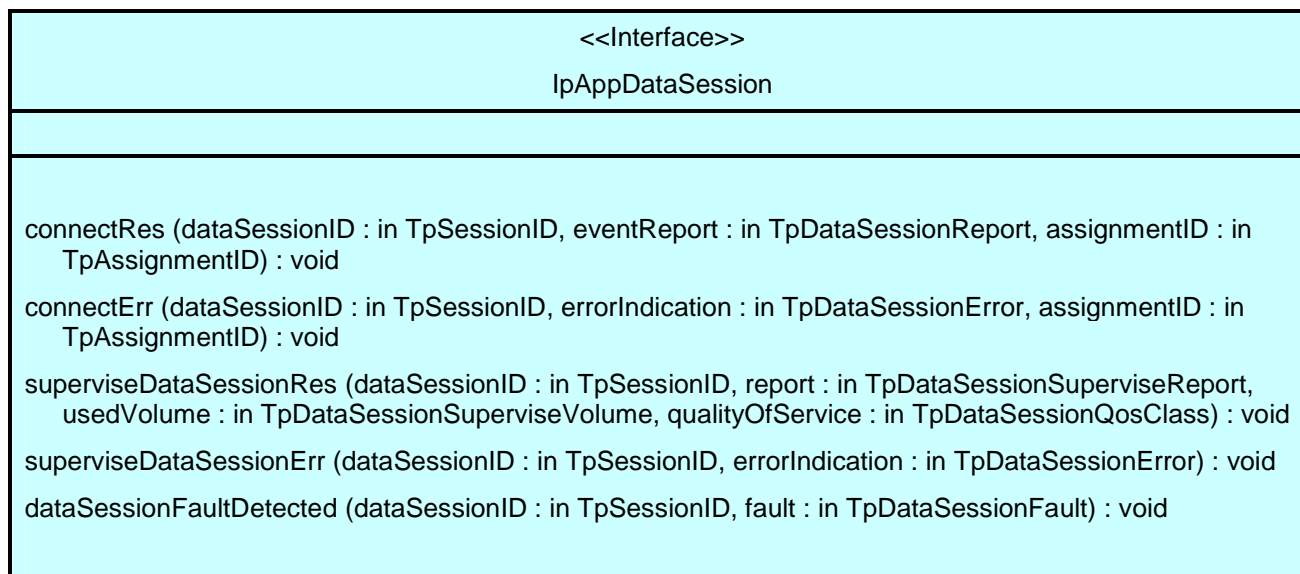 <<Interface>>
IpAppDataSession
connectRes (dataSessionID : in TpSessionID, eventReport : in TpDataSessionReport, assignmentID : in
TpAssignmentID) : void
connectErr (dataSessionID : in TpSessionID, errorIndication : in TpDataSessionError, assignmentID : in
TpAssignmentID) : void
superviseDataSessionRes (dataSessionID : in TpSessionID, report : in TpDataSessionSuperviseReport,
usedVolume : in TpDataSessionSuperviseVolume, qualityOfService : in TpDataSessionQosClass) : void
superviseDataSessionErr (dataSessionID : in TpSessionID, errorIndication : in TpDataSessionError) : void
dataSessionFaultDetected (dataSessionID : in TpSessionID, fault : in TpDataSessionFault) : void